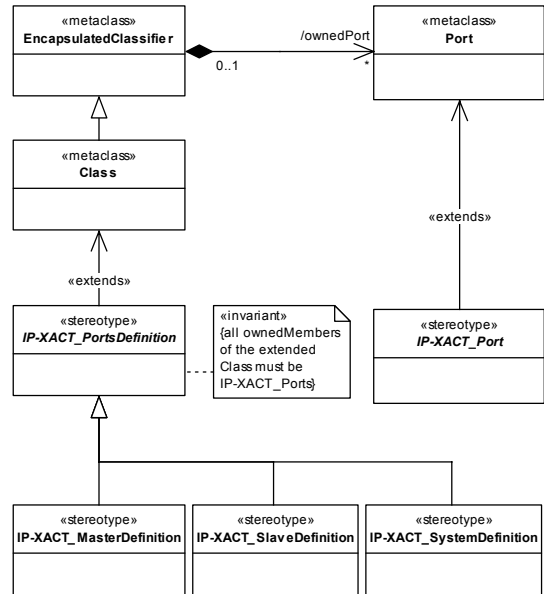 «metaclass»
EncapsulatedClassifier
/ownedPort
0..1
*
«metaclass»
Port
«metaclass»
Class
«extends»
«extends»
«stereotype»
IP-XACT_PortsDefinition
«invariant»
{all ownedMembers
of the extended
Class must be
IP-XACT_Ports}
«stereotype»
IP-XACT_Port
«stereotype»
IP-XACT_MasterDefinition
«stereotype»
IP-XACT_SlaveDefinition
«stereotype»
IP-XACT_SystemDefinition